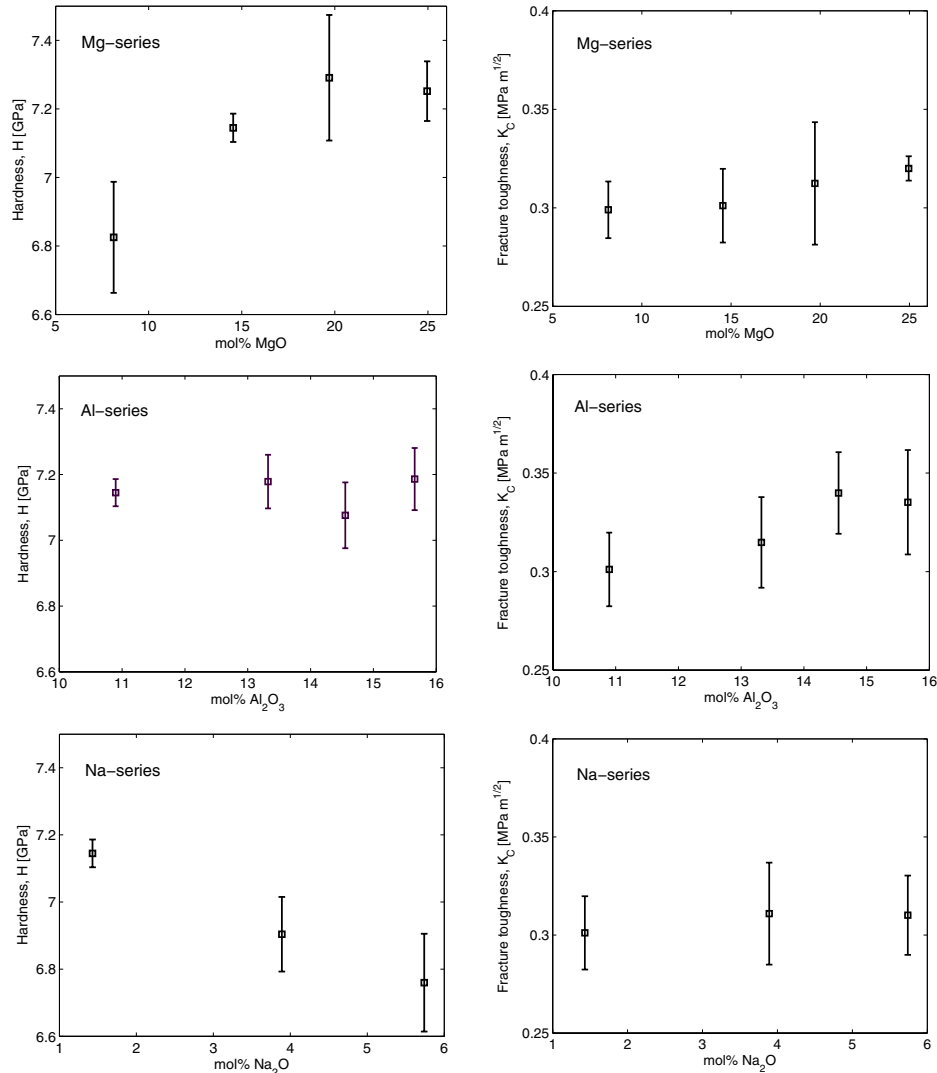 Mg−series
Hardness, H [GPa]
7.4
7.2
7
6.8
6.6
5 10 15 20 25
mol% MgO
Mg−series
Fracture toughness, K_C [MPa m^1/2]
0.4
0.35
0.3
0.25
5 10 15 20 25
mol% MgO
Al−series
Hardness, H [GPa]
7.4
7.2
7
6.8
6.6
10 11 12 13 14 15 16
mol% Al₂O₃
Al−series
Fracture toughness, K_C [MPa m^1/2]
0.4
0.35
0.3
0.25
10 11 12 13 14 15 16
mol% Al₂O₃
Na−series
Hardness, H [GPa]
7.4
7.2
7
6.8
6.6
1 2 3 4 5 6
mol% Na₂O
Na−series
Fracture toughness, K_C [MPa m^1/2]
0.4
0.35
0.3
0.25
1 2 3 4 5 6
mol% Na₂O